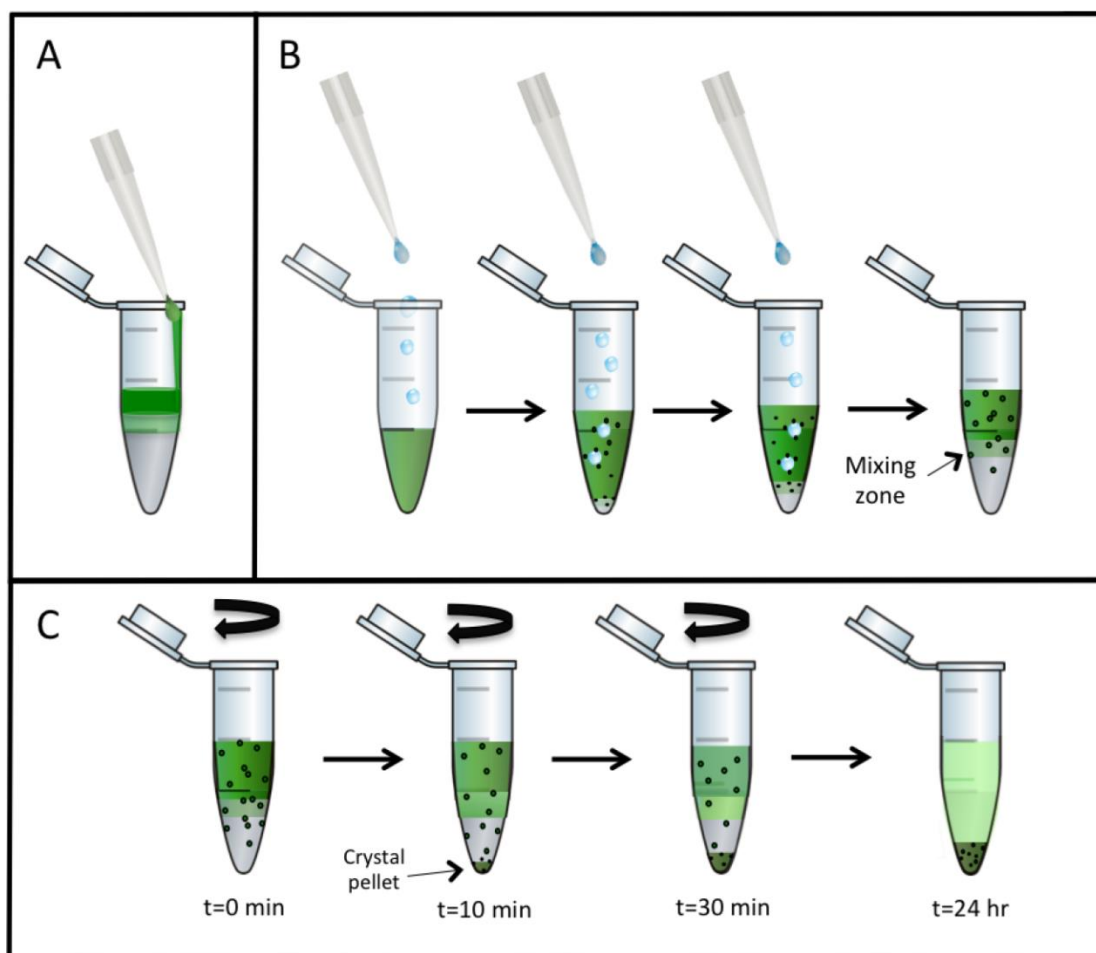 A
B
Mixing
zone
C
Crystal
pellet
t=0 min
t=10 min
t=30 min
t=24 hr